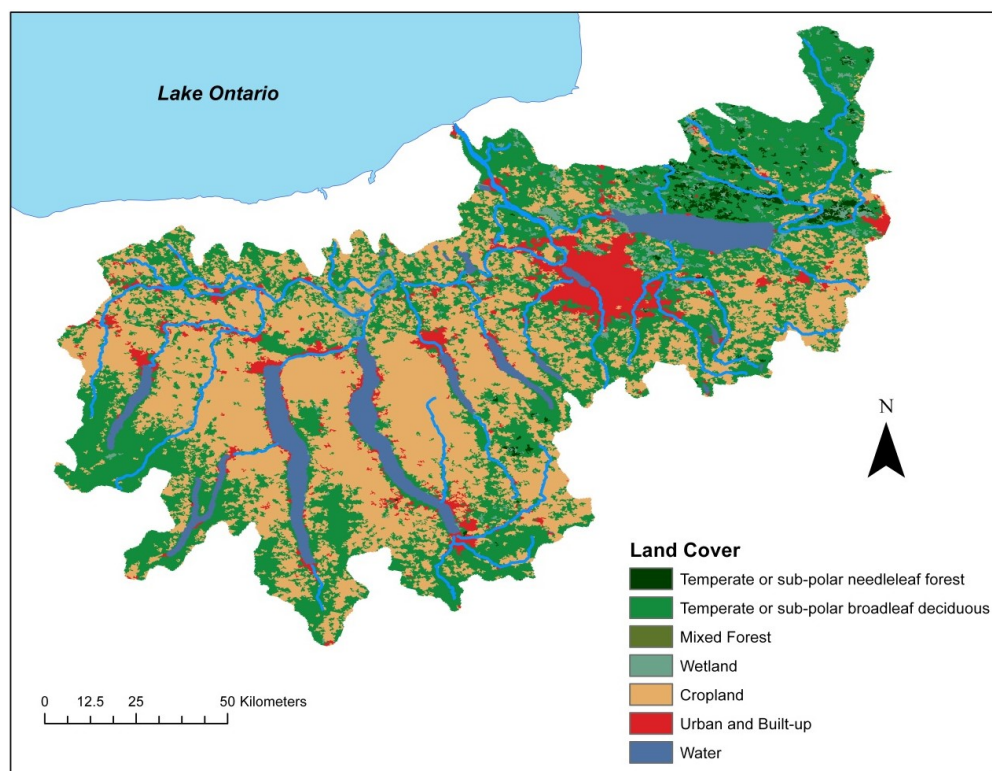 Lake Ontario
N
Land Cover
Temperate or sub-polar needleleaf forest
Temperate or sub-polar broadleaf deciduous
Mixed Forest
Wetland
Cropland
Urban and Built-up
Water
0 12.5 25 50 Kilometers